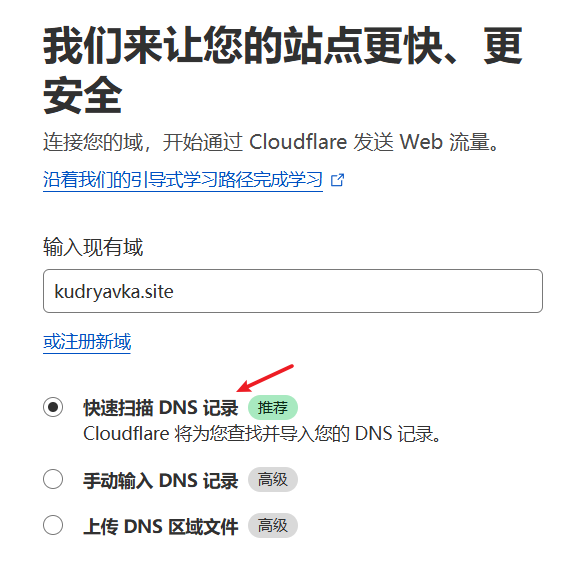 我们来让您的站点更快、更
安全
连接您的域，开始通过 Cloudflare 发送 Web 流量。
沿着我们的引导式学习路径完成学习
输入现有域
kudryavka.site
或注册新域
快速扫描 DNS 记录 推荐
Cloudflare 将为您查找并导入您的 DNS 记录。
手动输入 DNS 记录 高级
上传 DNS 区域文件 高级